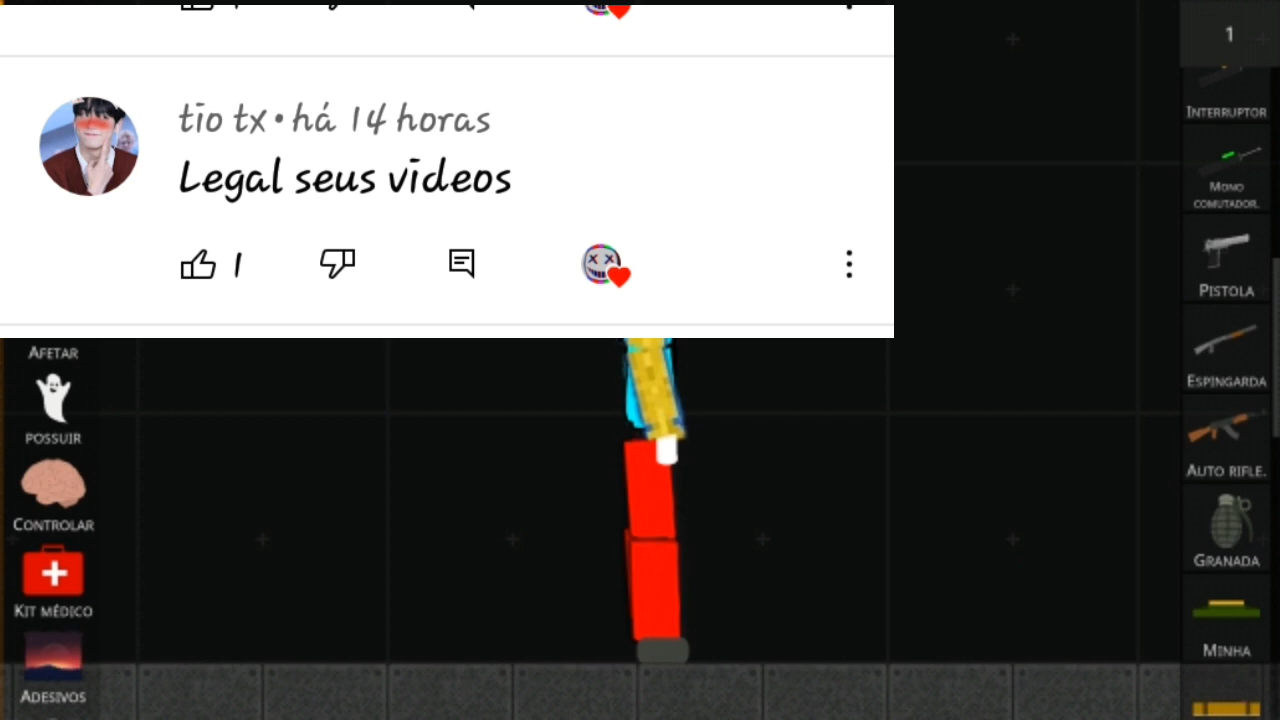 tio tx • há 14 horas
Legal seus videos
1
AFETAR
POSSUIR
CONTROLAR
KIT MÉDICO
ADESIVOS
1
INTERRUPTOR
MONO
COMUTADOR.
PISTOLA
ESPINGARDA
AUTO RIFLE.
GRANADA
MINHA